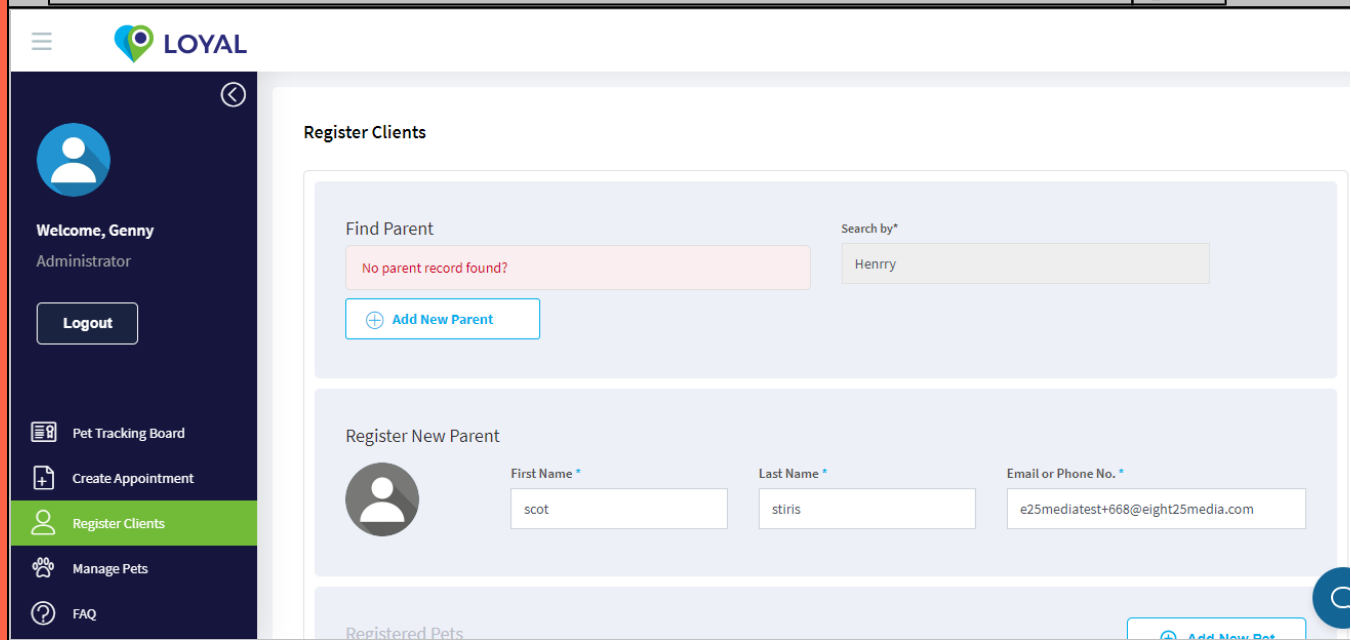 LOYAL
Welcome, Genny
Administrator
Logout
Pet Tracking Board
Create Appointment
Register Clients
Manage Pets
FAQ
Register Clients
Find Parent
No parent record found?
Add New Parent
Search by*
Henrry
Register New Parent
First Name *
scot
Last Name *
stiris
Email or Phone No. *
e25mediatest+668@eight25media.com
Registered Pets
Add New Pet